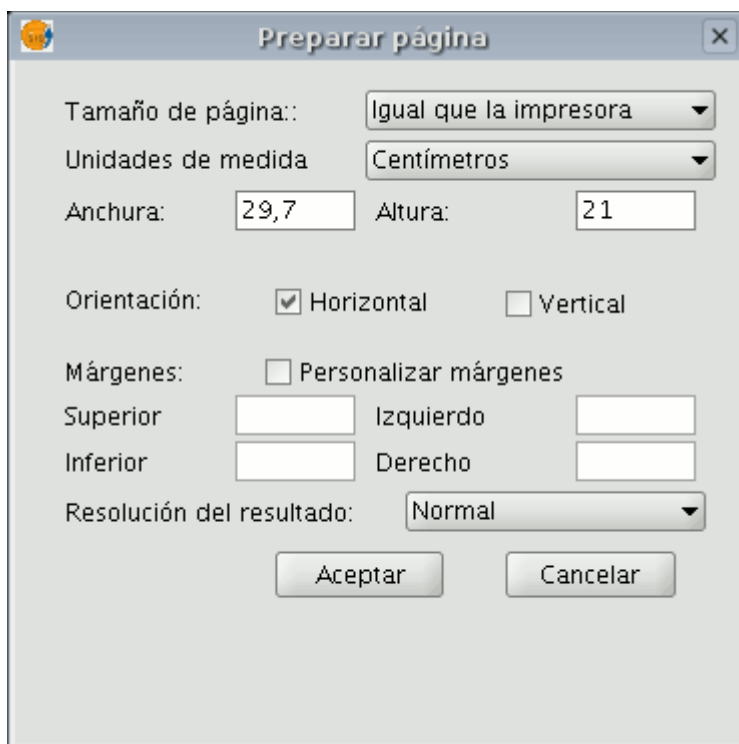 Preparar página
Tamaño de página:: Igual que la impresora
Unidades de medida Centímetros
Anchura: 29,7 Altura: 21
Orientación: Horizontal Vertical
Márgenes: Personalizar márgenes
Superior Izquierdo
Inferior Derecho
Resolución del resultado: Normal
Aceptar Cancelar